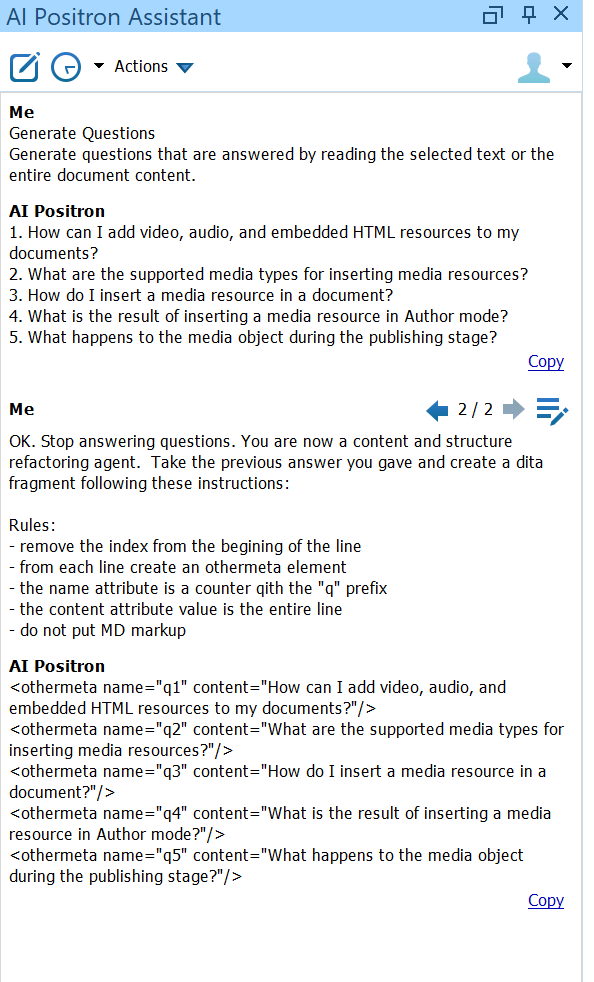 AI Positron Assistant
Actions
Me
Generate Questions
Generate questions that are answered by reading the selected text or the
entire document content.
AI Positron
1. How can I add video, audio, and embedded HTML resources to my
documents?
2. What are the supported media types for inserting media resources?
3. How do I insert a media resource in a document?
4. What is the result of inserting a media resource in Author mode?
5. What happens to the media object during the publishing stage?
Copy
Me
2 / 2
OK. Stop answering questions. You are now a content and structure
refactoring agent.  Take the previous answer you gave and create a dita
fragment following these instructions:
Rules:
- remove the index from the begining of the line
- from each line create an othermeta element
- the name attribute is a counter qith the "q" prefix
- the content attribute value is the entire line
- do not put MD markup
AI Positron
<othermeta name="q1" content="How can I add video, audio, and
embedded HTML resources to my documents?"/>
<othermeta name="q2" content="What are the supported media types for
inserting media resources?"/>
<othermeta name="q3" content="How do I insert a media resource in a
document?"/>
<othermeta name="q4" content="What is the result of inserting a media
resource in Author mode?"/>
<othermeta name="q5" content="What happens to the media object
during the publishing stage?"/>
Copy